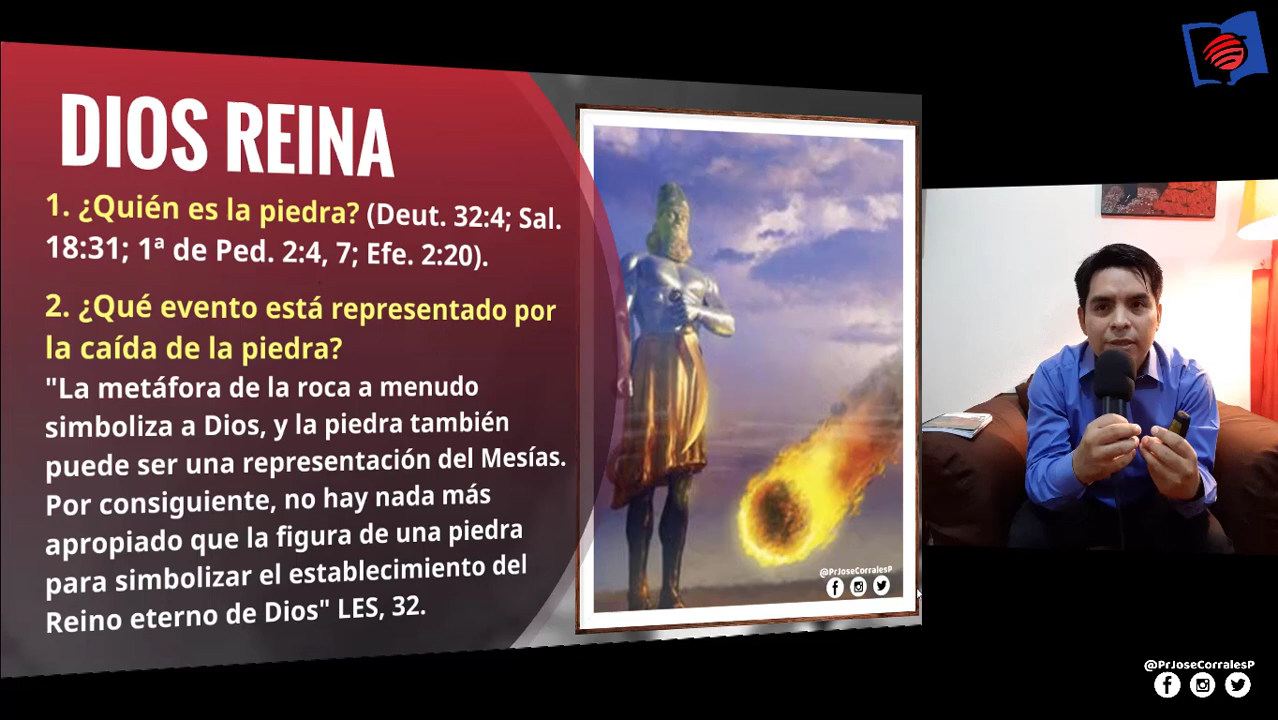 DIOS REINA
1. ¿Quién es la piedra? (Deut. 32:4; Sal.
18:31; 1ª de Ped. 2:4, 7; Efe. 2:20).
2. ¿Qué evento está representado por
la caída de la piedra?
"La metáfora de la roca a menudo
simboliza a Dios, y la piedra también
puede ser una representación del Mesías.
Por consiguiente, no hay nada más
apropiado que la figura de una piedra
para simbolizar el establecimiento del
Reino eterno de Dios" LES, 32.
@PrJoseCorralesP
@PrJoseCorralesP